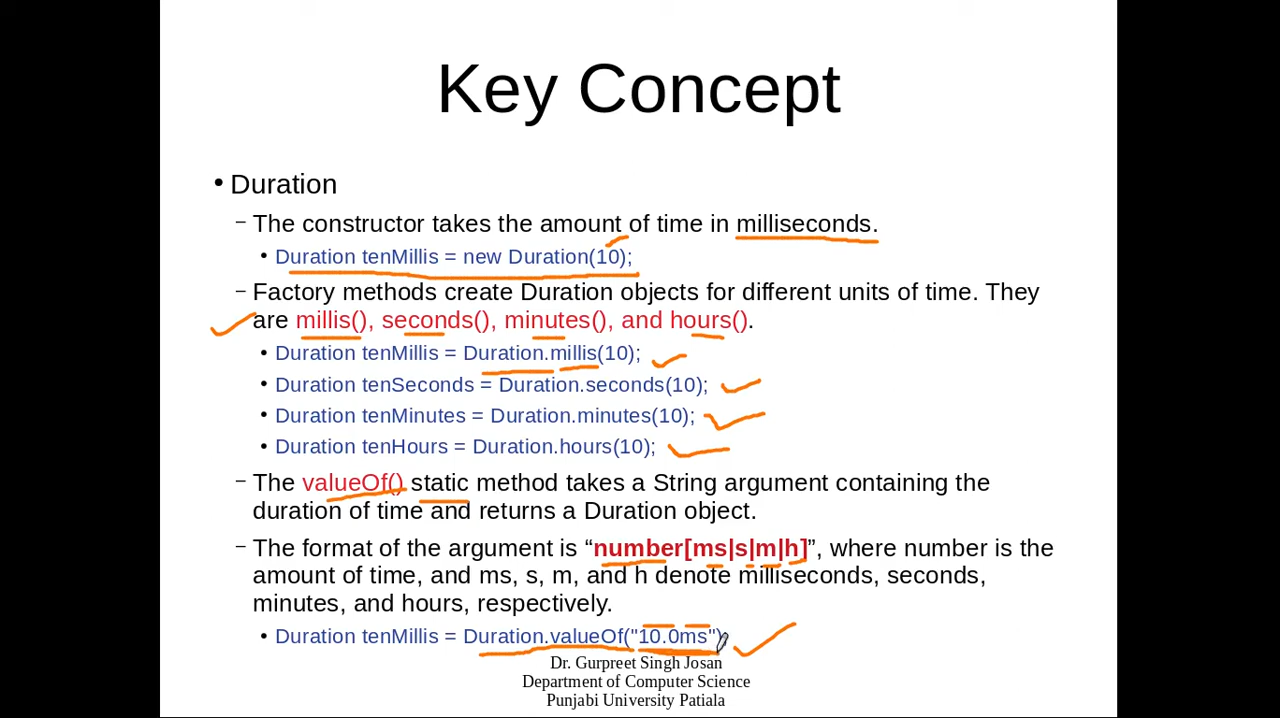 Key Concept
• Duration
– The constructor takes the amount of time in milliseconds.
• Duration tenMillis = new Duration(10);
– Factory methods create Duration objects for different units of time. They
are millis(), seconds(), minutes(), and hours().
• Duration tenMillis = Duration.millis(10);
• Duration tenSeconds = Duration.seconds(10);
• Duration tenMinutes = Duration.minutes(10);
• Duration tenHours = Duration.hours(10);
– The valueOf() static method takes a String argument containing the
duration of time and returns a Duration object.
– The format of the argument is “number[ms|s|m|h]”, where number is the
amount of time, and ms, s, m, and h denote milliseconds, seconds,
minutes, and hours, respectively.
• Duration tenMillis = Duration.valueOf("10.0ms");
Dr. Gurpreet Singh Josan
Department of Computer Science
Punjabi University Patiala